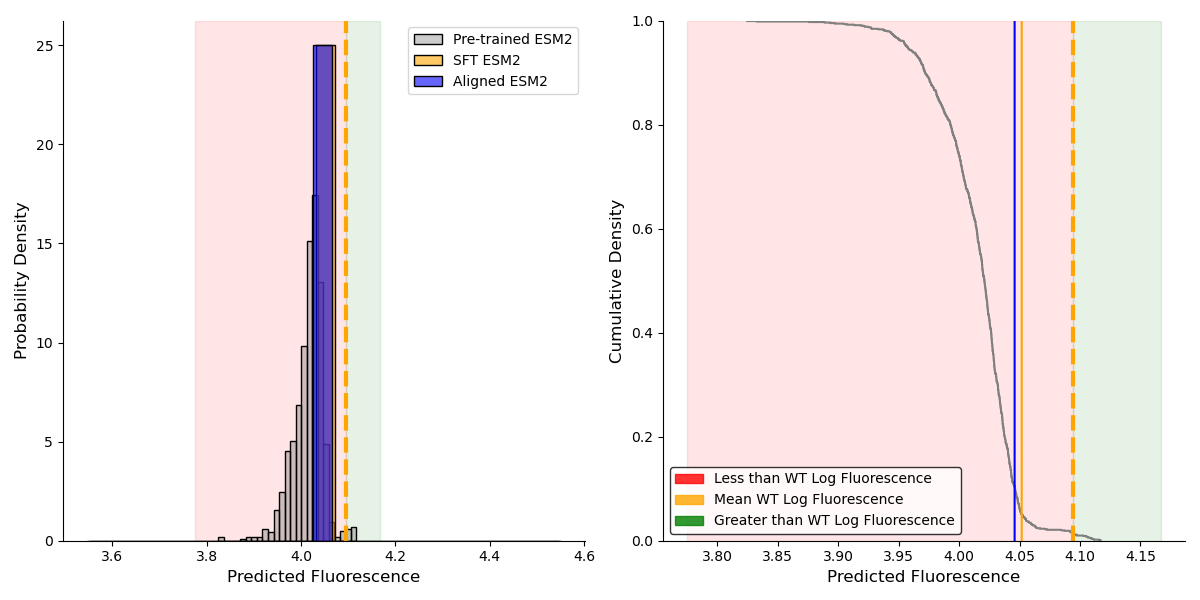 Probability Density
25
20
15
10
5
0
3.6
3.8
4.0
4.2
4.4
4.6
Predicted Fluorescence
Pre-trained ESM2
SFT ESM2
Aligned ESM2
Cumulative Density
1.0
0.8
0.6
0.4
0.2
0.0
3.80
3.85
3.90
3.95
4.00
4.05
4.10
4.15
Predicted Fluorescence
Less than WT Log Fluorescence
Mean WT Log Fluorescence
Greater than WT Log Fluorescence